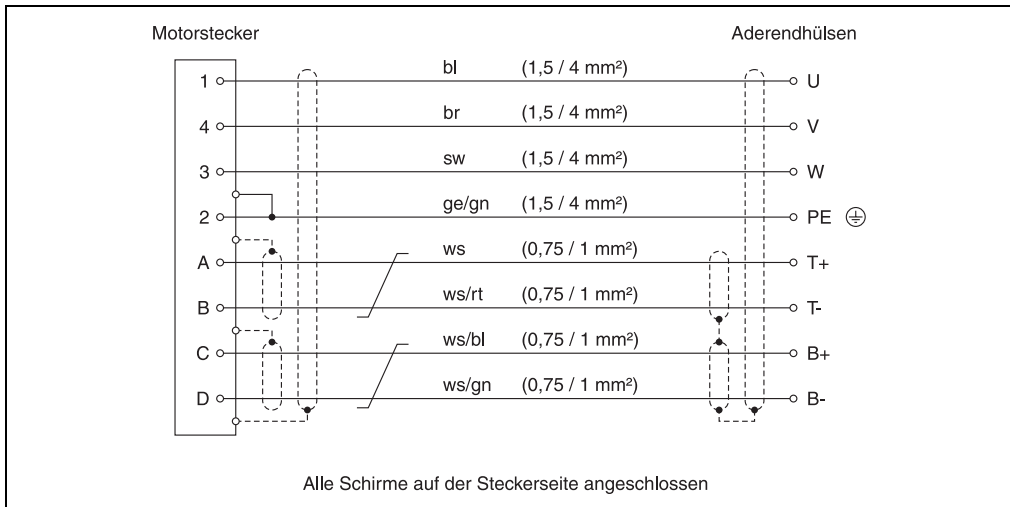 Motorstecker Aderendhülsen
1 bl (1,5 / 4 mm²) U
4 br (1,5 / 4 mm²) V
3 sw (1,5 / 4 mm²) W
2 ge/gn (1,5 / 4 mm²) PE
A ws (0,75 / 1 mm²) T+
B ws/rt (0,75 / 1 mm²) T-
C ws/bl (0,75 / 1 mm²) B+
D ws/gn (0,75 / 1 mm²) B-
Alle Schirme auf der Steckerseite angeschlossen